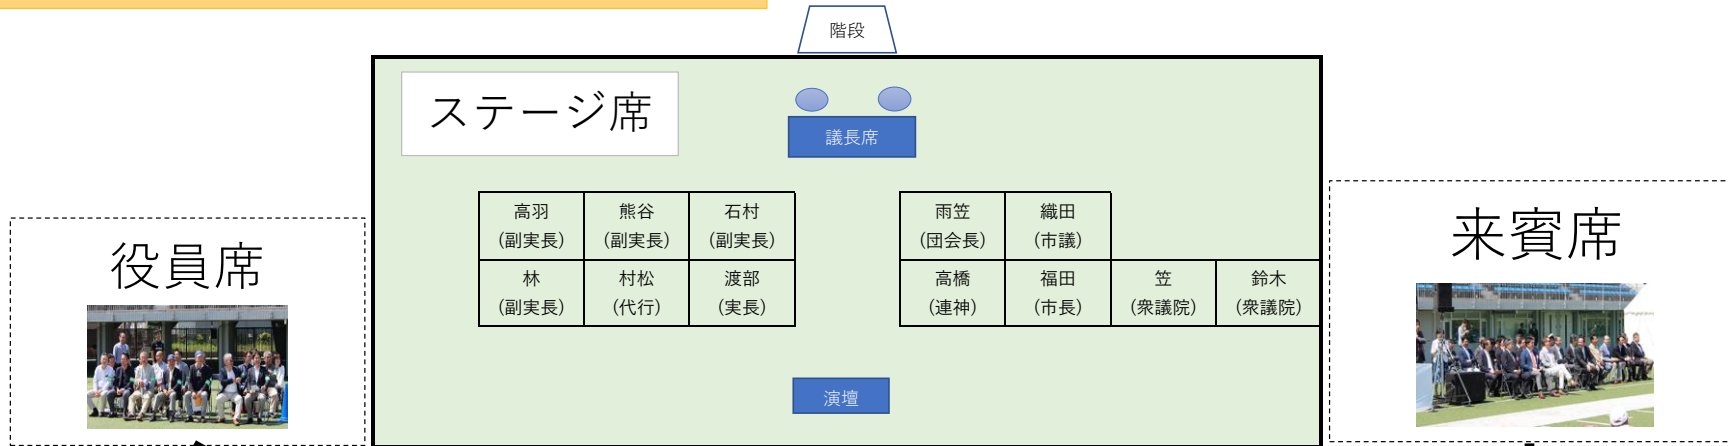 階段
ステージ席
議長席
高羽 熊谷 石村
(副実長) (副実長) (副実長)
林 村松 渡部
(副実長) (代行) (実長)
雨笠 織田
(団会長) (市議)
高橋 福田 笠 鈴木
(連神) (市長) (衆議院) (衆議院)
役員席
来賓席
演壇